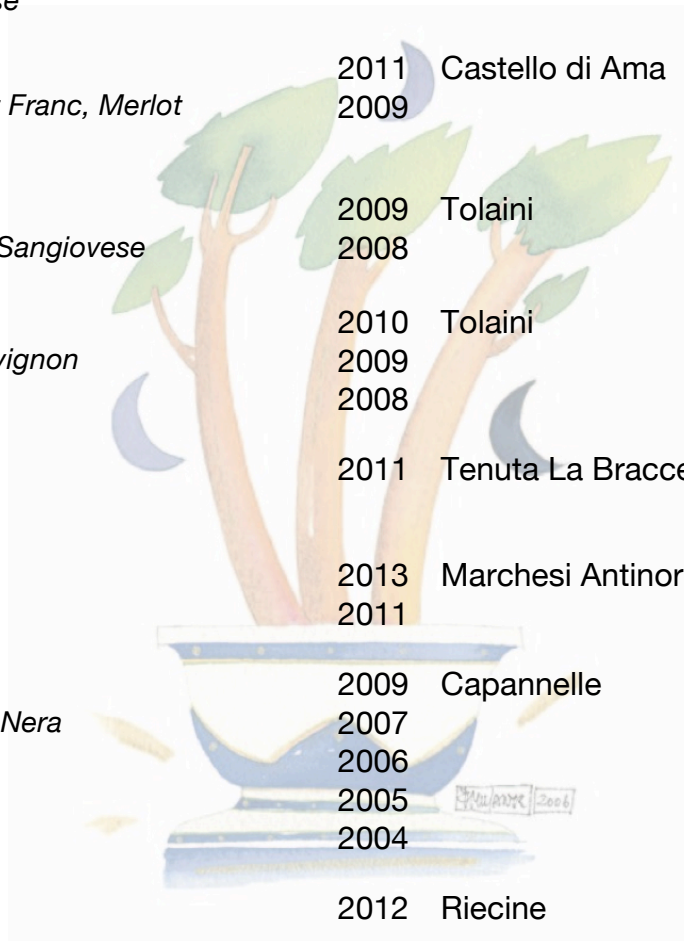 2011 Castello di Ama
Franc, Merlot 2009
2009 Tolaini
Sangiovese 2008
2010 Tolaini
vignon 2009
2008
2011 Tenuta La Bracce
2013 Marchesi Antinor
2011
2009 Capannelle
Nera 2007
2006
2005 2006
2004
2012 Riecine